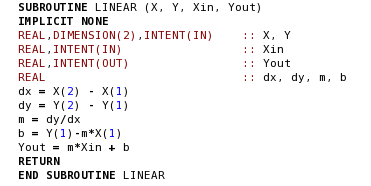 SUBROUTINE LINEAR (X, Y, Xin, Yout)
IMPLICIT NONE
REAL,DIMENSION(2),INTENT(IN)    :: X, Y
REAL,INTENT(IN)                 :: Xin
REAL,INTENT(OUT)                :: Yout
REAL                            :: dx, dy, m, b
dx = X(2) - X(1)
dy = Y(2) - Y(1)
m = dy/dx
b = Y(1)-m*X(1)
Yout = m*Xin + b
RETURN
END SUBROUTINE LINEAR